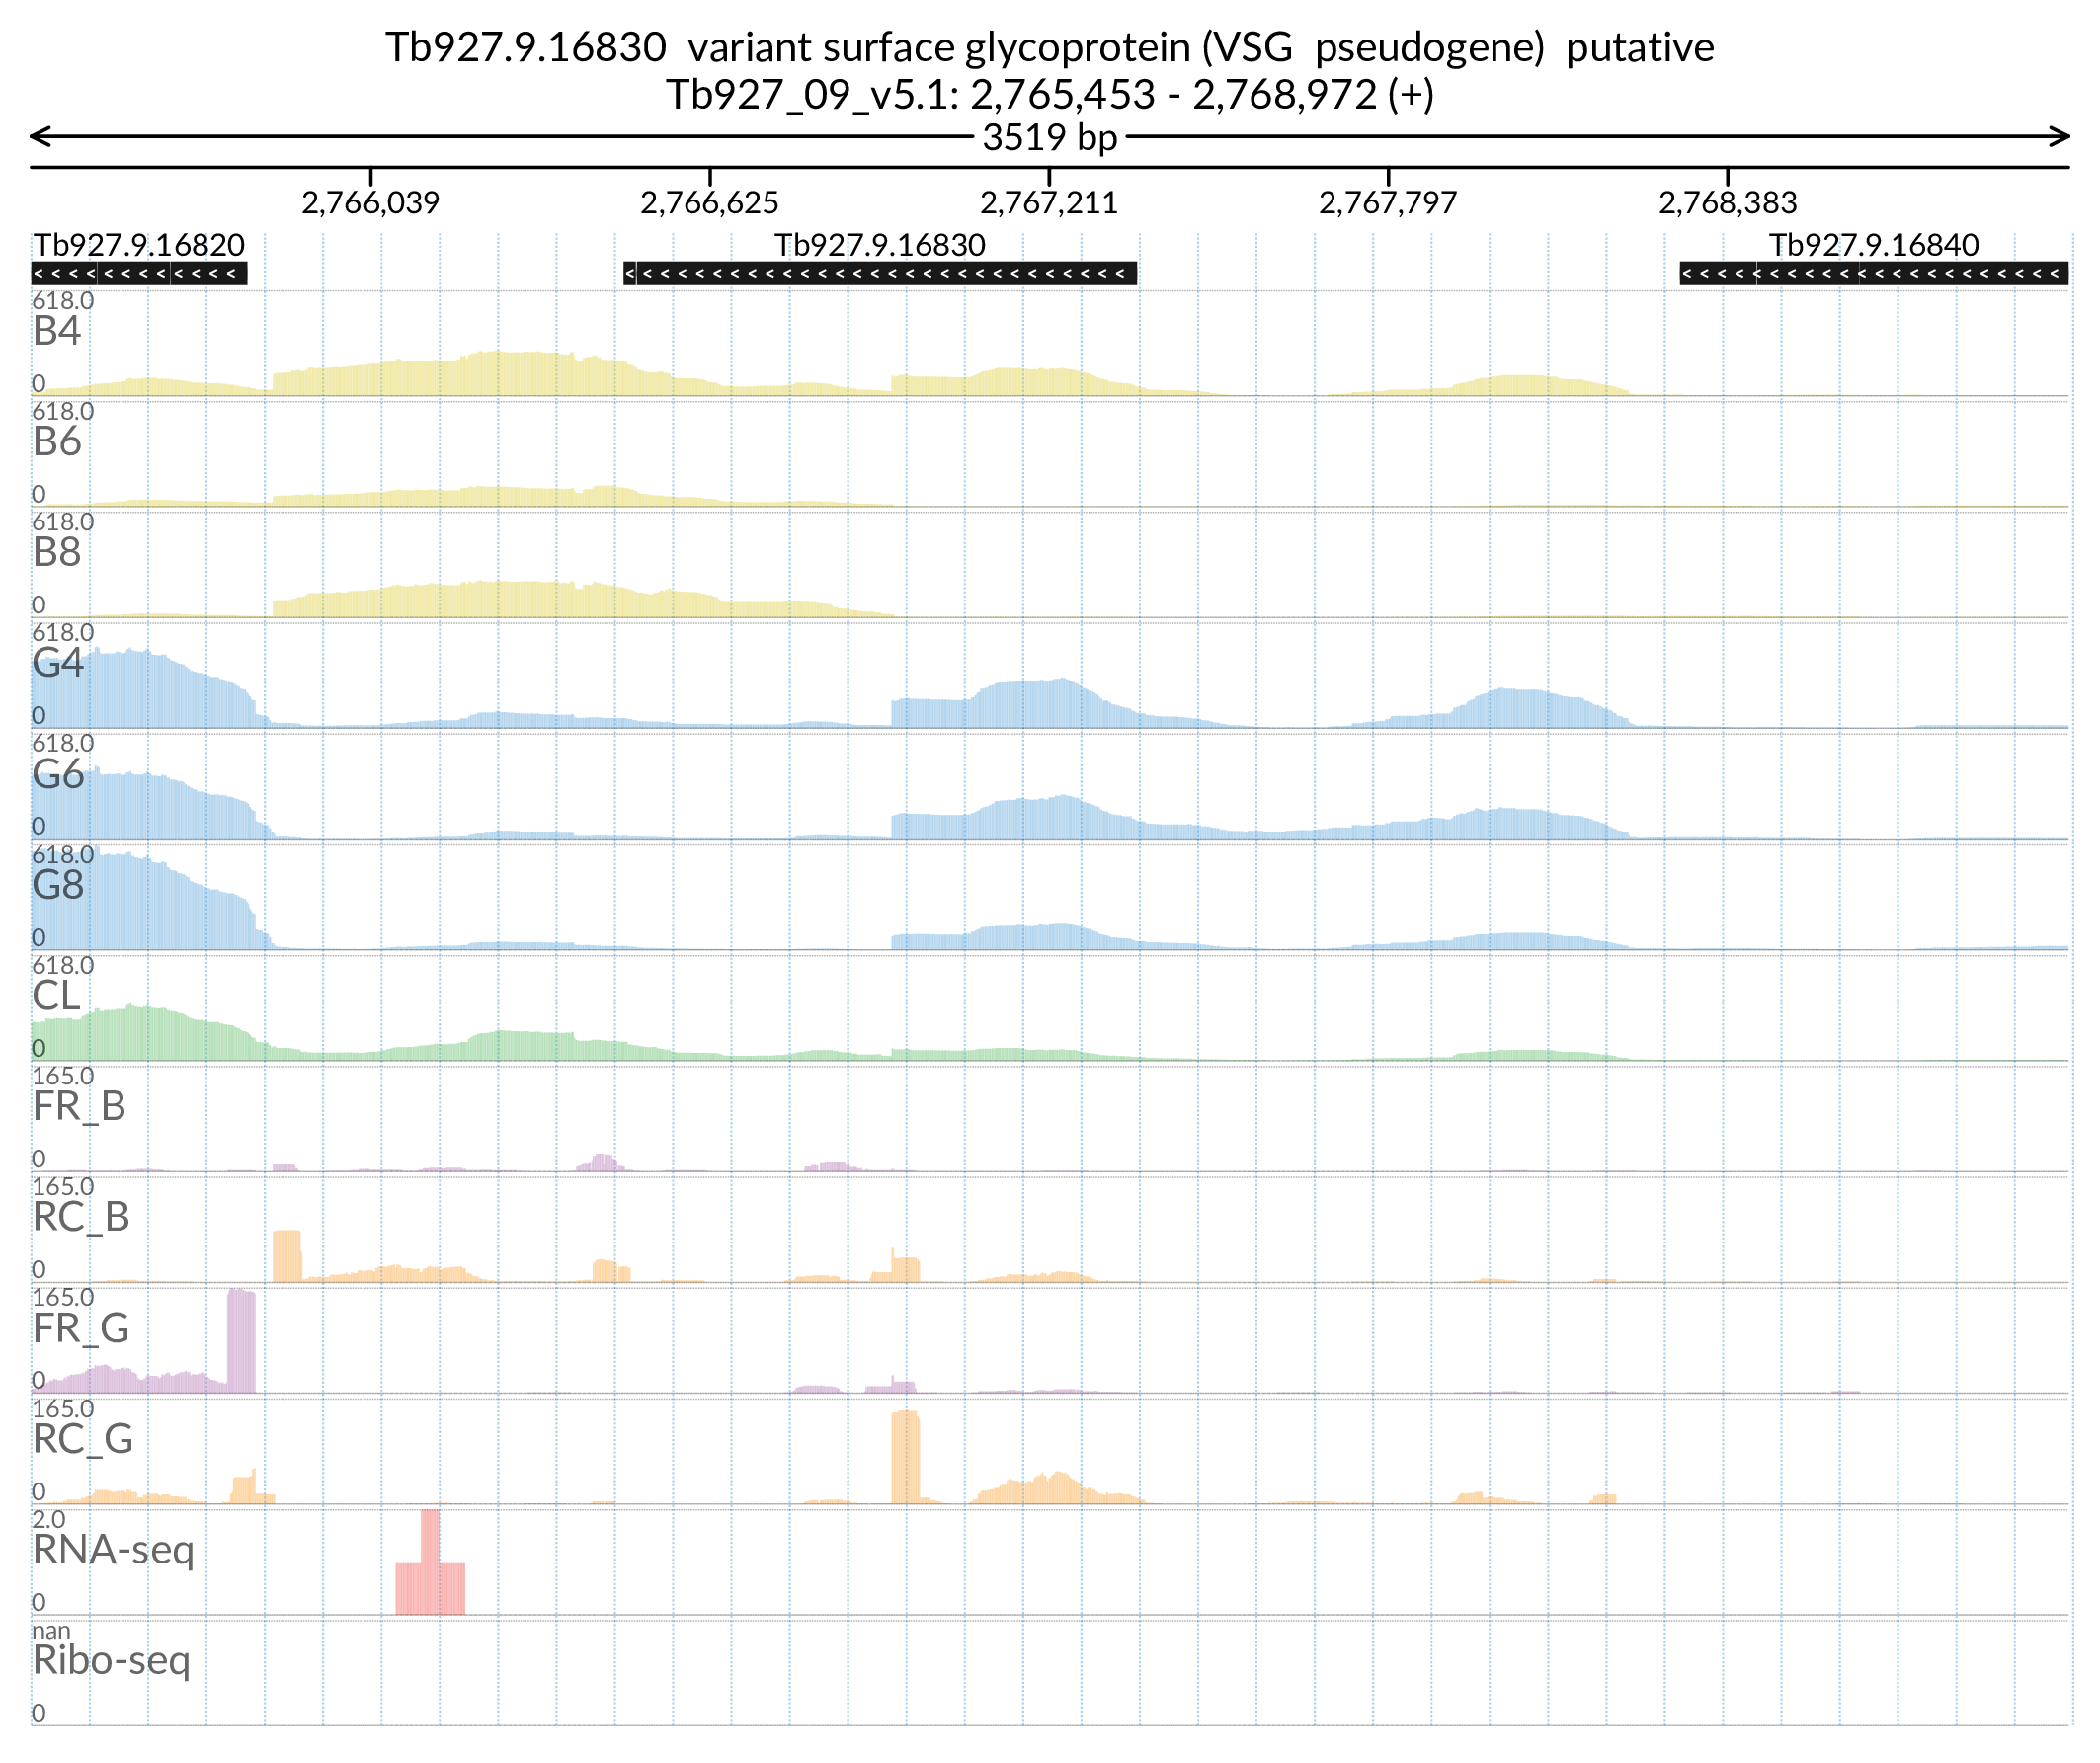 Tb927.9.16830 variant surface glycoprotein (VSG pseudogene) putative
Tb927_09_v5.1: 2,765,453 - 2,768,972 (+)
3519 bp
2,766,039 2,766,625 2,767,211 2,767,797 2,768,383
Tb927.9.16820 Tb927.9.16830 Tb927.9.16840
618.0
B4
0
618.0
B6
0
618.0
B8
0
618.0
G4
0
618.0
G6
0
618.0
G8
0
618.0
CL
0
165.0
FR_B
0
165.0
RC_B
0
165.0
FR_G
0
165.0
RC_G
0
2.0
RNA-seq
0
nan
Ribo-seq
0